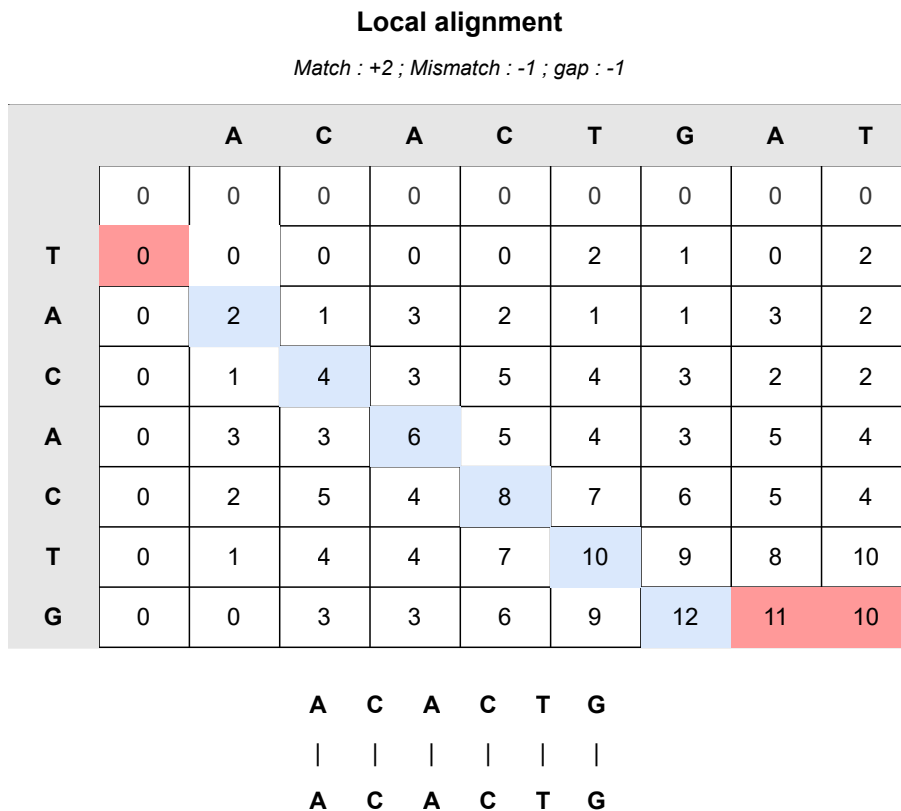 Local alignment
Match : +2 ; Mismatch : -1 ; gap : -1
A C A C T G A T
0 0 0 0 0 0 0 0 0
T 0 0 0 0 0 2 1 0 2
A 0 2 1 3 2 1 1 3 2
C 0 1 4 3 5 4 3 2 2
A 0 3 3 6 5 4 3 5 4
C 0 2 5 4 8 7 6 5 4
T 0 1 4 4 7 10 9 8 10
G 0 0 3 3 6 9 12 11 10
A C A C T G
| | | | | |
A C A C T G